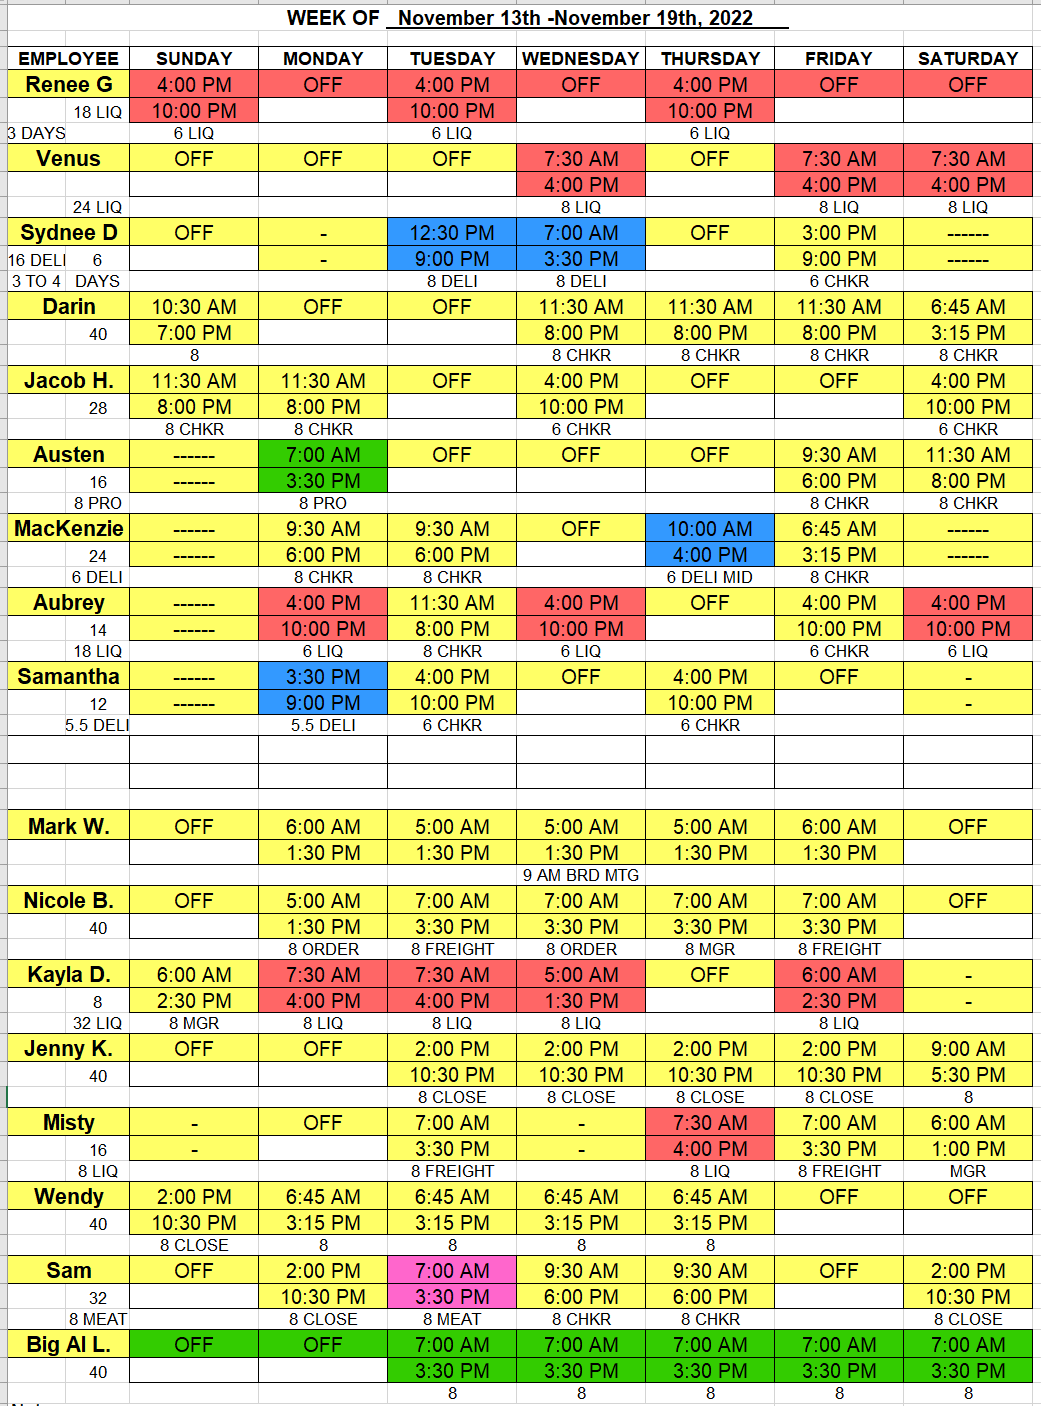 WEEK OF November 13th -November 19th, 2022
EMPLOYEE SUNDAY MONDAY TUESDAY WEDNESDAY THURSDAY FRIDAY SATURDAY
Renee G 4:00 PM OFF 4:00 PM OFF 4:00 PM OFF OFF
18 LIQ 10:00 PM 10:00 PM 10:00 PM
3 DAYS 6 LIQ 6 LIQ 6 LIQ
Venus OFF OFF OFF 7:30 AM OFF 7:30 AM 7:30 AM
4:00 PM 4:00 PM 4:00 PM
24 LIQ 8 LIQ 8 LIQ 8 LIQ
Sydnee D OFF - 12:30 PM 7:00 AM OFF 3:00 PM ------
16 DELI 6 - 9:00 PM 3:30 PM 9:00 PM ------
3 TO 4 DAYS 8 DELI 8 DELI 6 CHKR
Darin 10:30 AM OFF OFF 11:30 AM 11:30 AM 11:30 AM 6:45 AM
40 7:00 PM 8:00 PM 8:00 PM 8:00 PM 3:15 PM
8 8 CHKR 8 CHKR 8 CHKR 8 CHKR
Jacob H. 11:30 AM 11:30 AM OFF 4:00 PM OFF OFF 4:00 PM
28 8:00 PM 8:00 PM 10:00 PM 10:00 PM
8 CHKR 8 CHKR 6 CHKR 6 CHKR
Austen ------ 7:00 AM OFF OFF OFF 9:30 AM 11:30 AM
16 ------ 3:30 PM 6:00 PM 8:00 PM
8 PRO 8 PRO 8 CHKR 8 CHKR
MacKenzie ------ 9:30 AM 9:30 AM OFF 10:00 AM 6:45 AM ------
24 ------ 6:00 PM 6:00 PM 4:00 PM 3:15 PM ------
6 DELI 8 CHKR 8 CHKR 6 DELI MID 8 CHKR
Aubrey ------ 4:00 PM 11:30 AM 4:00 PM OFF 4:00 PM 4:00 PM
14 ------ 10:00 PM 8:00 PM 10:00 PM 10:00 PM 10:00 PM
18 LIQ 6 LIQ 8 CHKR 6 LIQ 6 CHKR 6 LIQ
Samantha ------ 3:30 PM 4:00 PM OFF 4:00 PM OFF -
12 ------ 9:00 PM 10:00 PM 10:00 PM -
5.5 DELI 5.5 DELI 6 CHKR 6 CHKR
Mark W. OFF 6:00 AM 5:00 AM 5:00 AM 5:00 AM 6:00 AM OFF
1:30 PM 1:30 PM 1:30 PM 1:30 PM 1:30 PM
9 AM BRD MTG
Nicole B. OFF 5:00 AM 7:00 AM 7:00 AM 7:00 AM 7:00 AM OFF
40 1:30 PM 3:30 PM 3:30 PM 3:30 PM 3:30 PM
8 ORDER 8 FREIGHT 8 ORDER 8 MGR 8 FREIGHT
Kayla D. 6:00 AM 7:30 AM 7:30 AM 5:00 AM OFF 6:00 AM -
8 2:30 PM 4:00 PM 4:00 PM 1:30 PM 2:30 PM -
32 LIQ 8 MGR 8 LIQ 8 LIQ 8 LIQ 8 LIQ
Jenny K. OFF OFF 2:00 PM 2:00 PM 2:00 PM 2:00 PM 9:00 AM
40 10:30 PM 10:30 PM 10:30 PM 10:30 PM 5:30 PM
8 CLOSE 8 CLOSE 8 CLOSE 8 CLOSE 8
Misty - OFF 7:00 AM - 7:30 AM 7:00 AM 6:00 AM
16 - 3:30 PM - 4:00 PM 3:30 PM 1:00 PM
8 LIQ 8 FREIGHT 8 LIQ 8 FREIGHT MGR
Wendy 2:00 PM 6:45 AM 6:45 AM 6:45 AM 6:45 AM OFF OFF
40 10:30 PM 3:15 PM 3:15 PM 3:15 PM 3:15 PM
8 CLOSE 8 8 8 8
Sam OFF 2:00 PM 7:00 AM 9:30 AM 9:30 AM OFF 2:00 PM
32 10:30 PM 3:30 PM 6:00 PM 6:00 PM 10:30 PM
8 MEAT 8 CLOSE 8 MEAT 8 CHKR 8 CHKR 8 CLOSE
Big Al L. OFF OFF 7:00 AM 7:00 AM 7:00 AM 7:00 AM 7:00 AM
40 3:30 PM 3:30 PM 3:30 PM 3:30 PM 3:30 PM
8 8 8 8 8